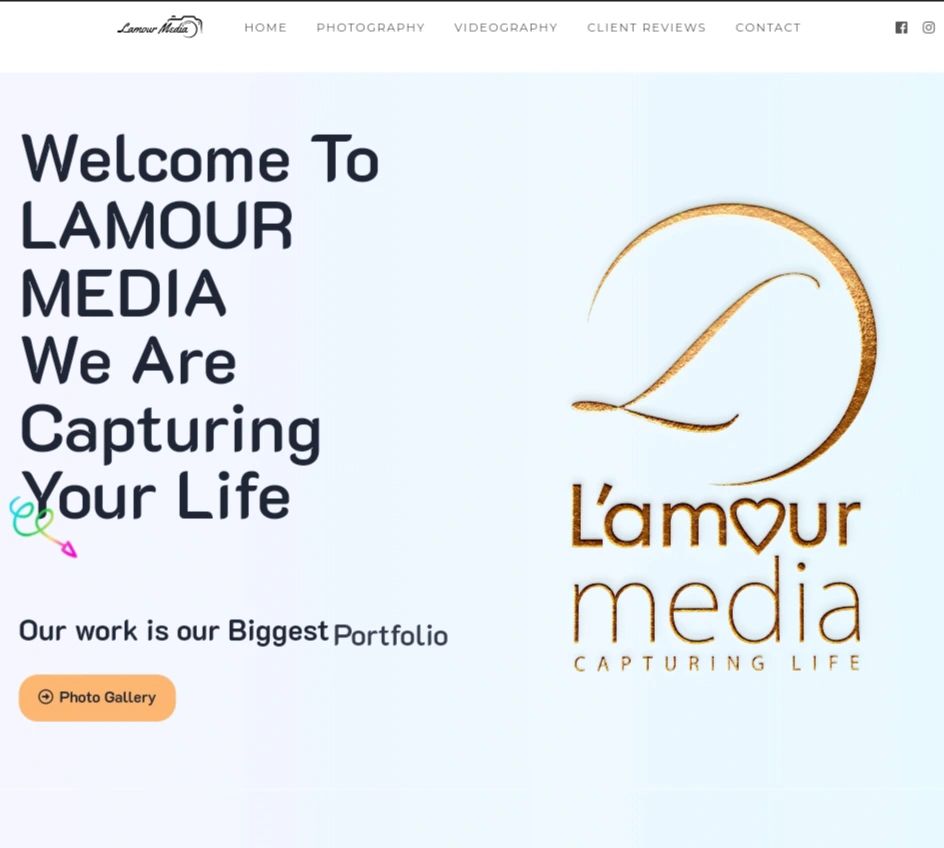 Lamour Media
HOME PHOTOGRAPHY VIDEOGRAPHY CLIENT REVIEWS CONTACT
Welcome To
LAMOUR
MEDIA
We Are
Capturing
Your Life
Our work is our Biggest Portfolio
Photo Gallery
L'amour
media
CAPTURING LIFE